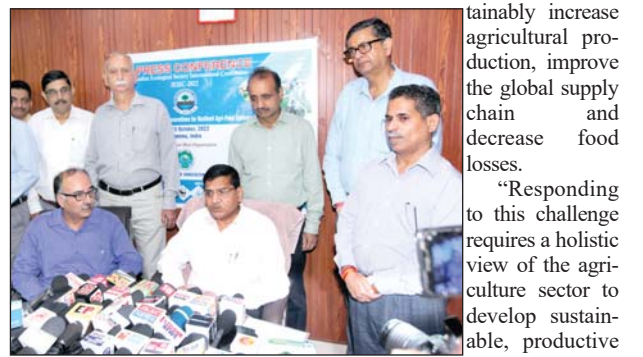 PRESS CONFERENCE
tainably increase
agricultural pro-
duction, improve
the global supply
chain and
decrease food
losses.
“Responding
to this challenge
requires a holistic
view of the agri-
culture sector to
develop sustain-
able, productive